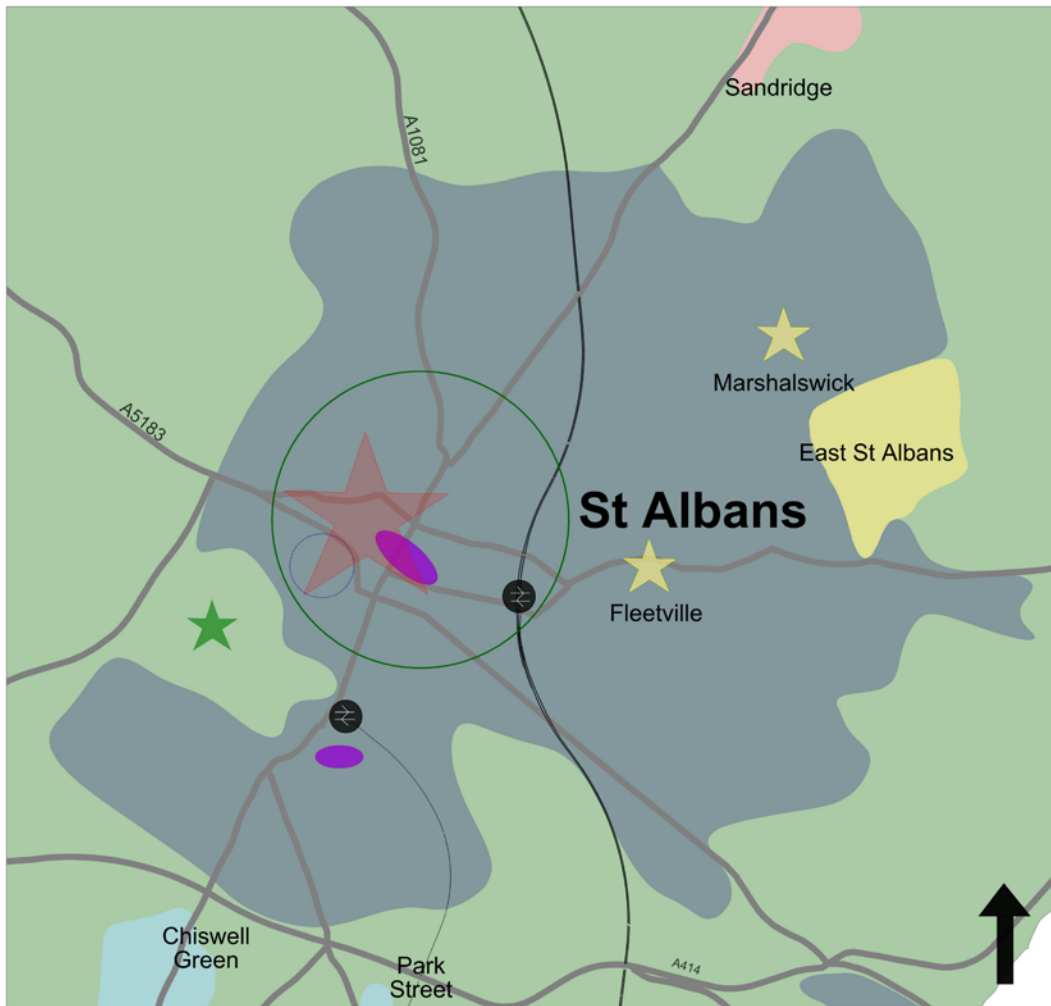 Sandridge
A1081
Marshalswick
A5183
East St Albans
St Albans
Fleetville
Chiswell
Green
Park
Street
A414